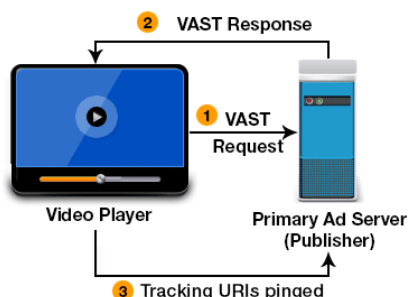 2 VAST Response
1 VAST
Request
Video Player
Primary Ad Server
(Publisher)
3 Tracking URIs pinged